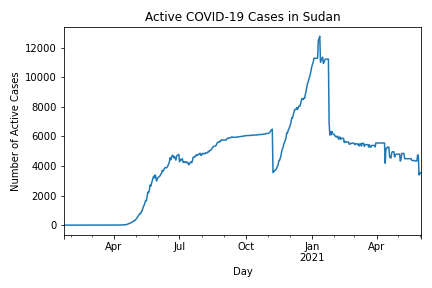 Active COVID-19 Cases in Sudan
Number of Active Cases
12000
10000
8000
6000
4000
2000
0
Apr
Jul
Oct
Jan
2021
Apr
Day